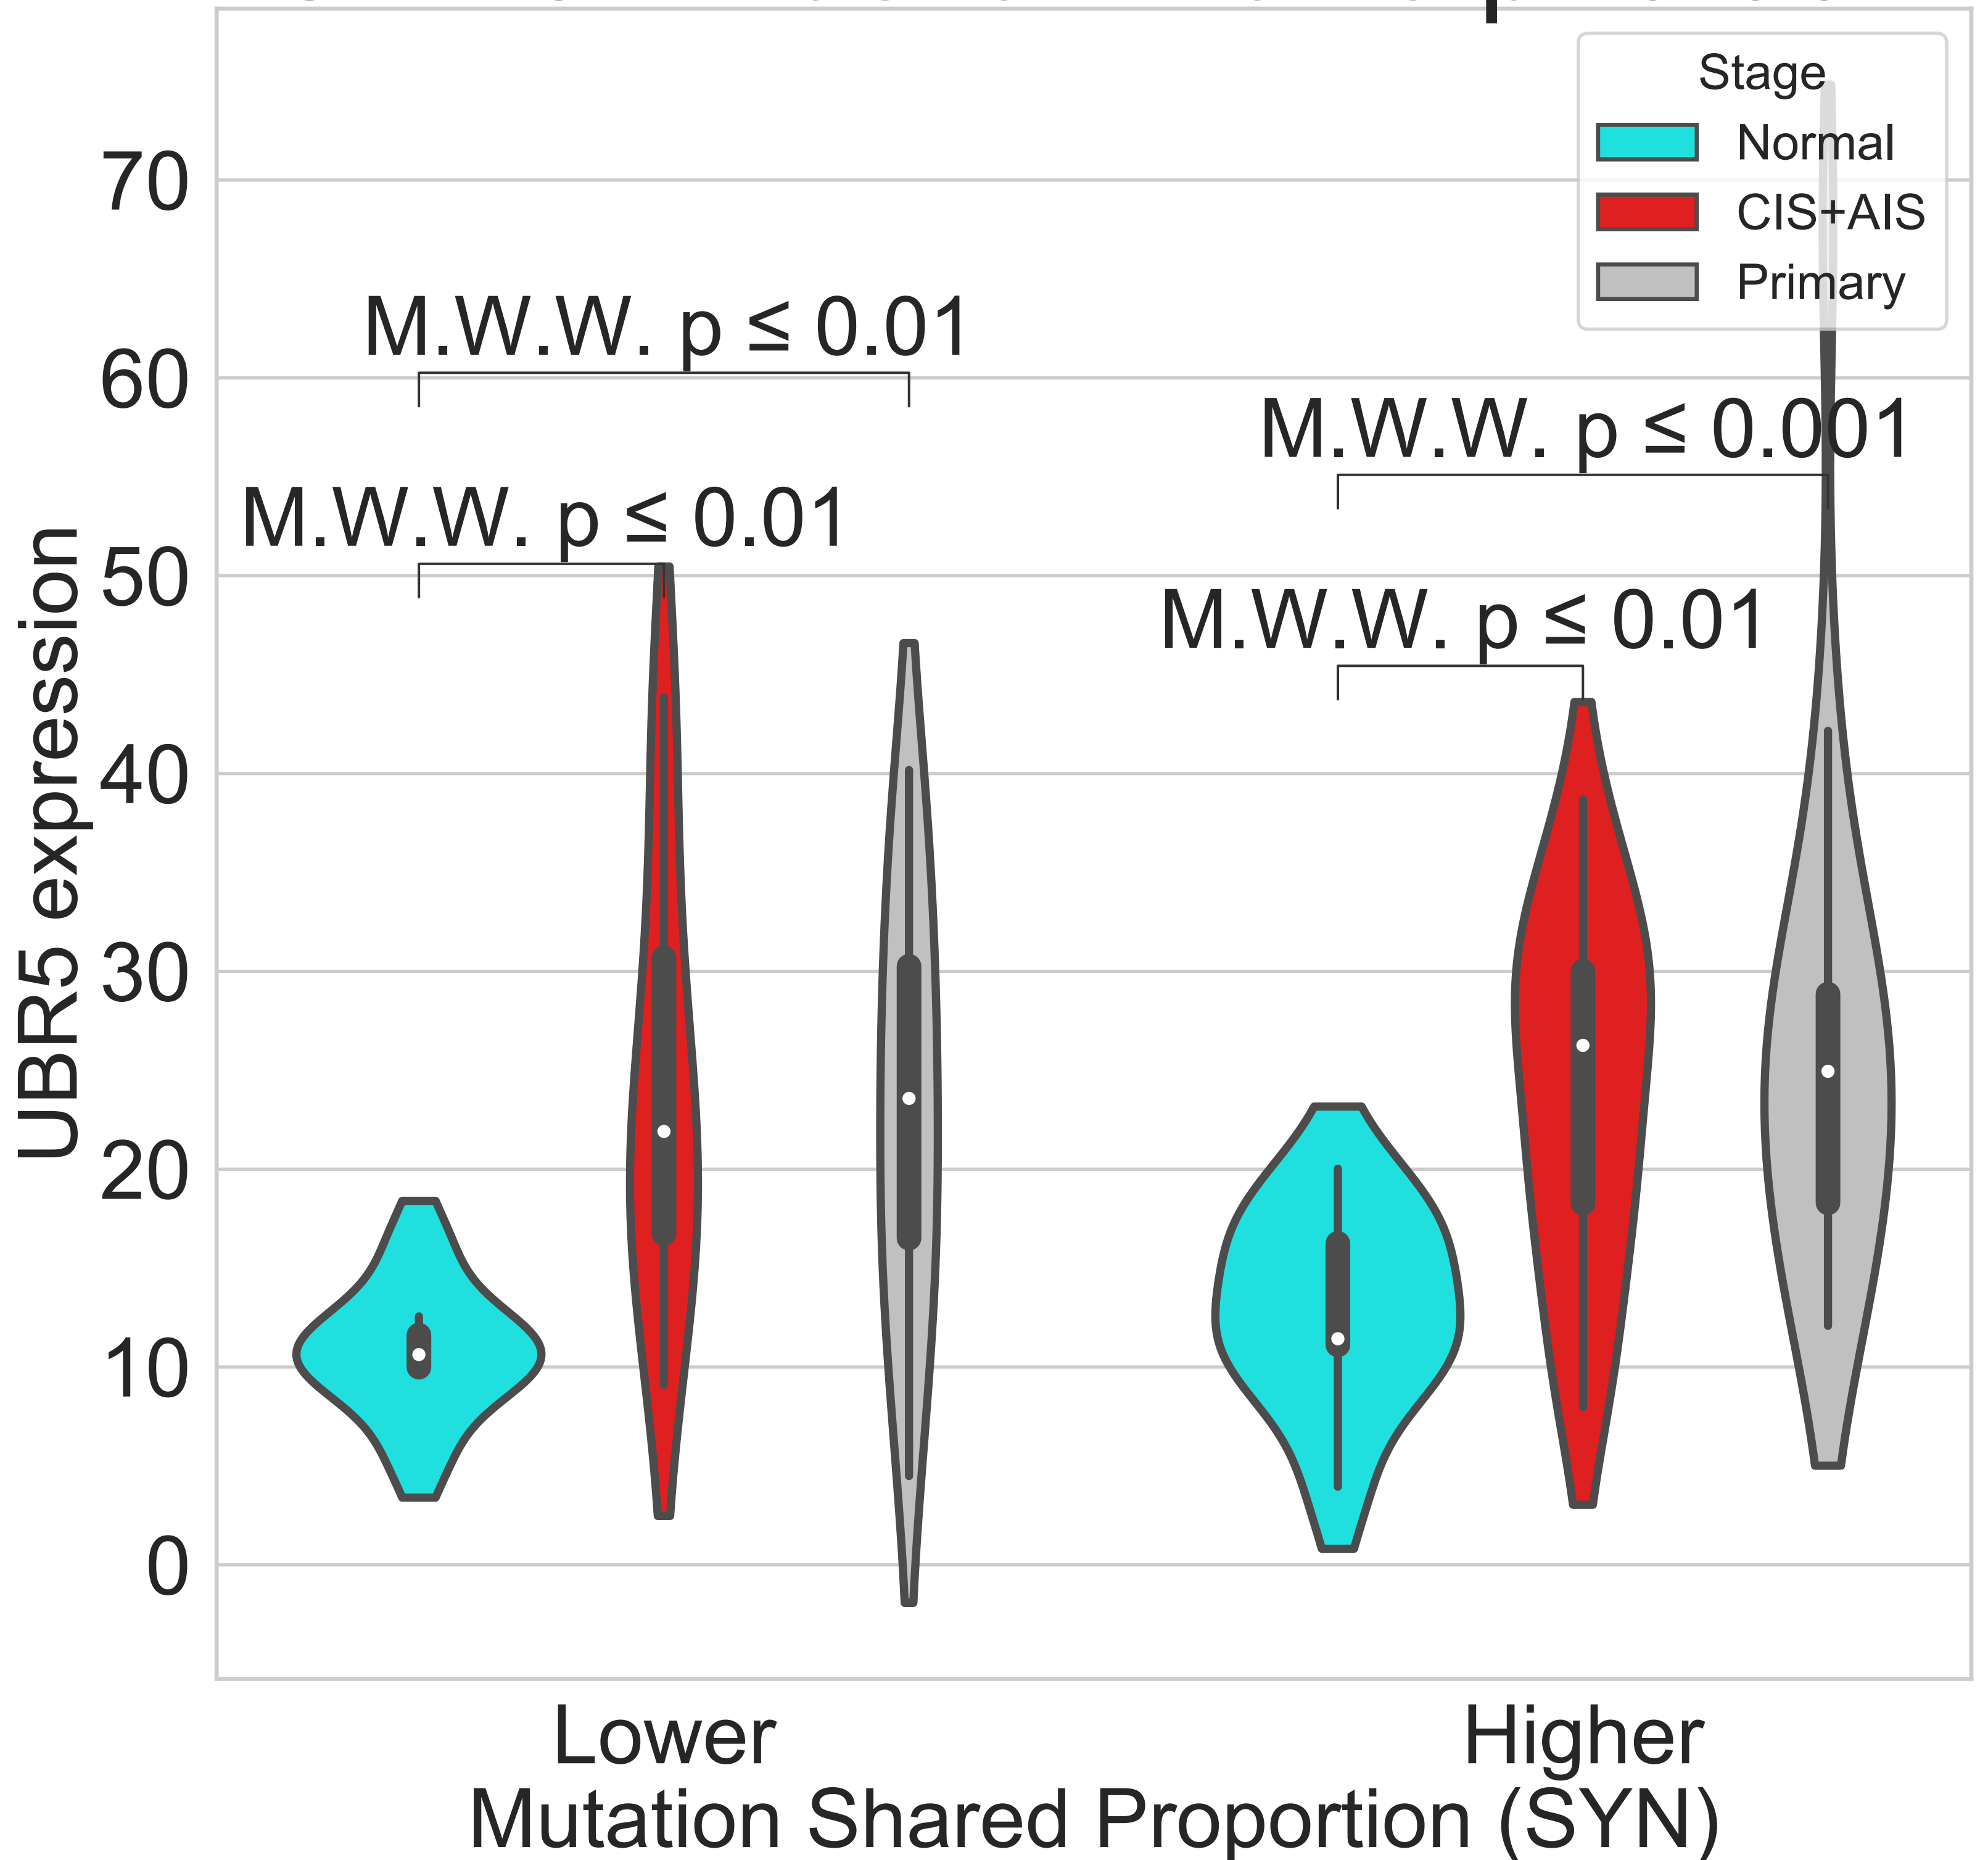 Stage
Normal
CIS+AIS
Primary
70
60
50
40
30
20
10
0
UBR5 expression
M.W.W. p ≤ 0.01
M.W.W. p ≤ 0.01
M.W.W. p ≤ 0.001
M.W.W. p ≤ 0.01
Lower
Higher
Mutation Shared Proportion (SYN)